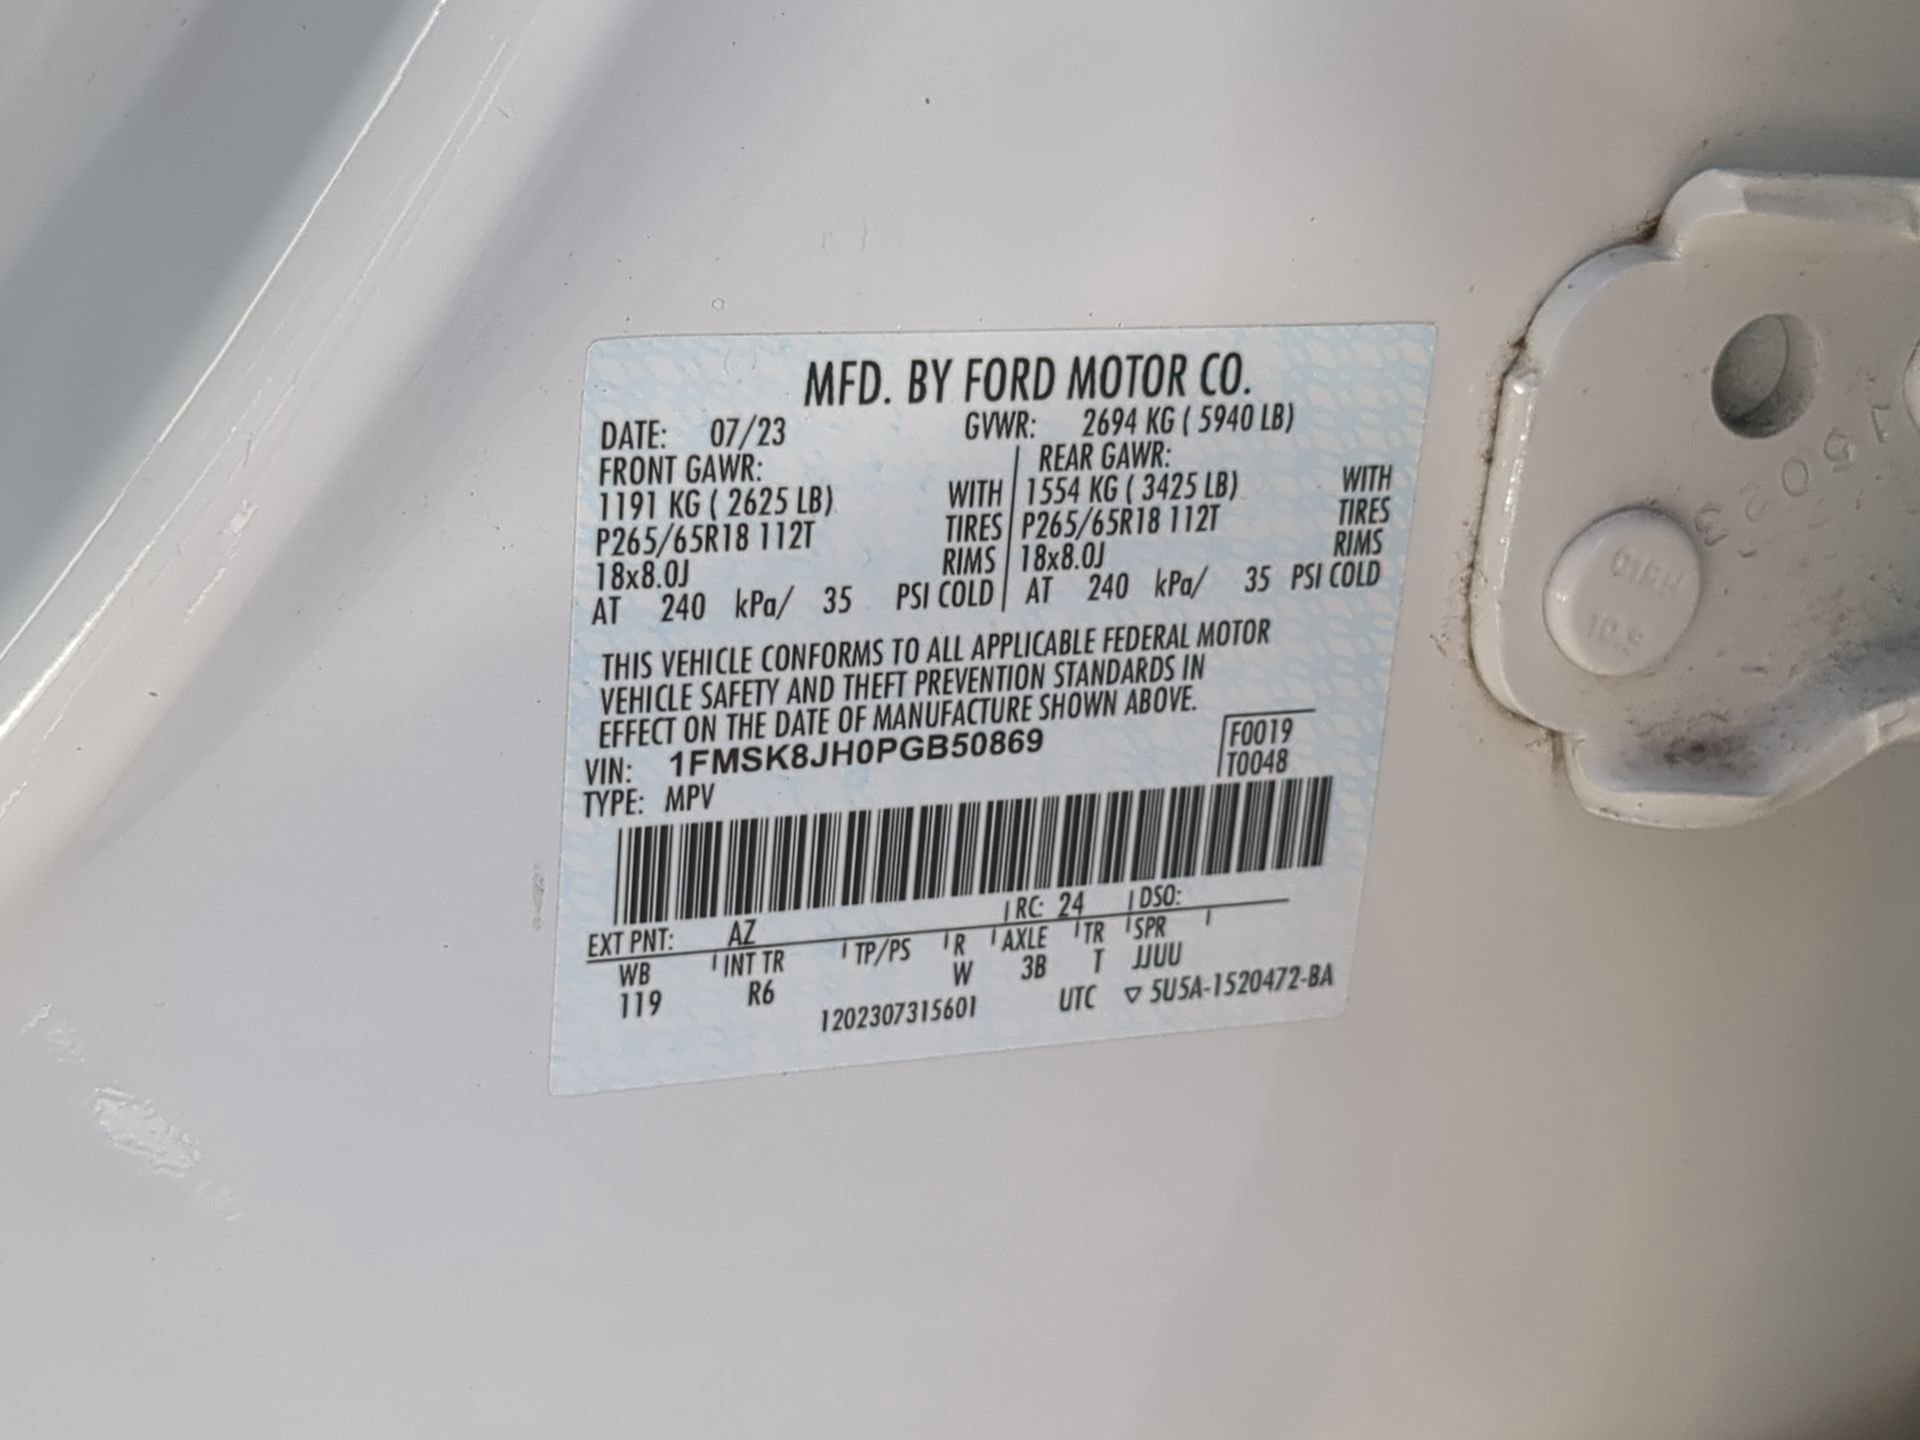 MFD. BY FORD MOTOR CO.
DATE: 07/23 GVWR: 2694 KG ( 5940 LB)
FRONT GAWR: REAR GAWR:
1191 KG ( 2625 LB) WITH 1554 KG ( 3425 LB) WITH
P265/65R18 112T TIRES P265/65R18 112T TIRES
18x8.0J RIMS 18x8.0J RIMS
AT 240 kPa/ 35 PSI COLD AT 240 kPa/ 35 PSI COLD
THIS VEHICLE CONFORMS TO ALL APPLICABLE FEDERAL MOTOR
VEHICLE SAFETY AND THEFT PREVENTION STANDARDS IN
EFFECT ON THE DATE OF MANUFACTURE SHOWN ABOVE.
VIN: 1FMSK8JH0PGB50869 F0019
TYPE: MPV T0048
EXT PNT: AZ RC: 24 DSO:
WB INT TR TP/PS R AXLE TR SPR
119 R6 W 3B T JJUU
1202307315601 UTC ▽ 5U5A-1520472-BA
10.9